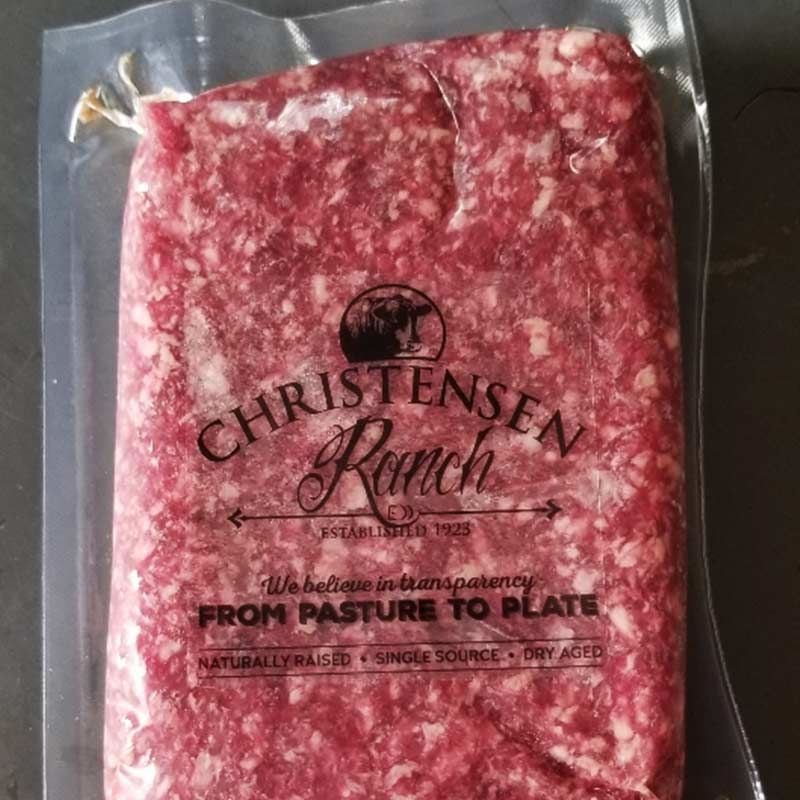 CHRISTENSEN
Ranch
ESTABLISHED 1923
We believe in transparency
FROM PASTURE TO PLATE
NATURALLY RAISED • SINGLE SOURCE • DRY AGED